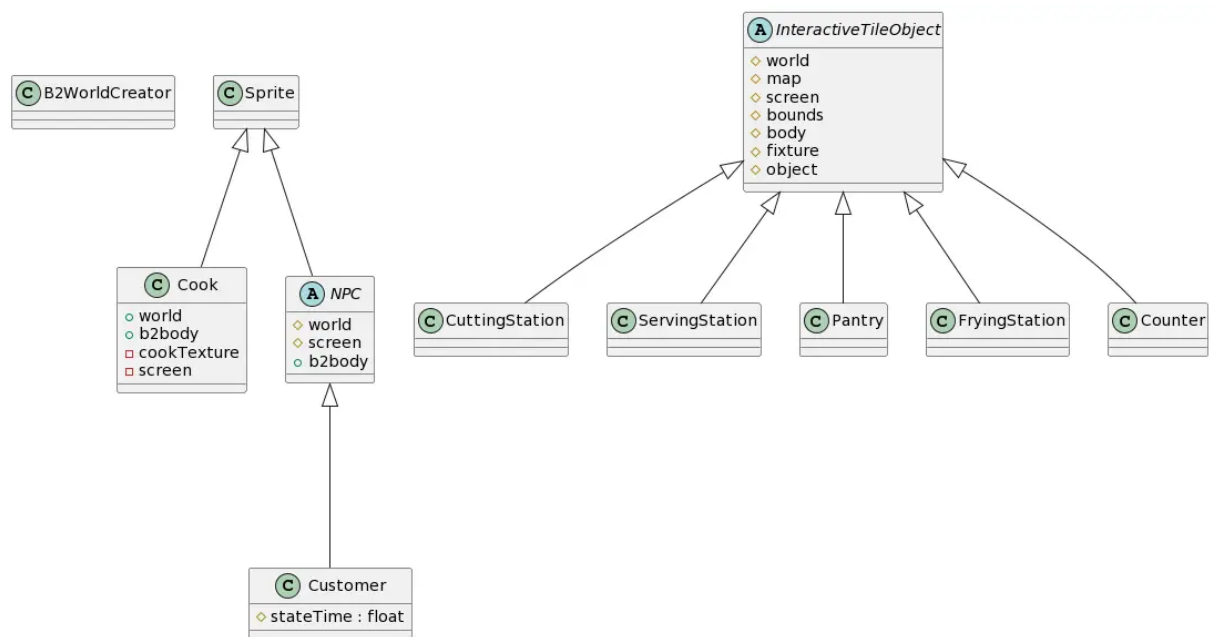 A InteractiveTileObject
world
map
screen
bounds
body
fixture
object
C B2WorldCreator
C Sprite
C Cook
world
b2body
cookTexture
screen
A NPC
world
screen
b2body
C CuttingStation
C ServingStation
C Pantry
C FryingStation
C Counter
C Customer
stateTime : float